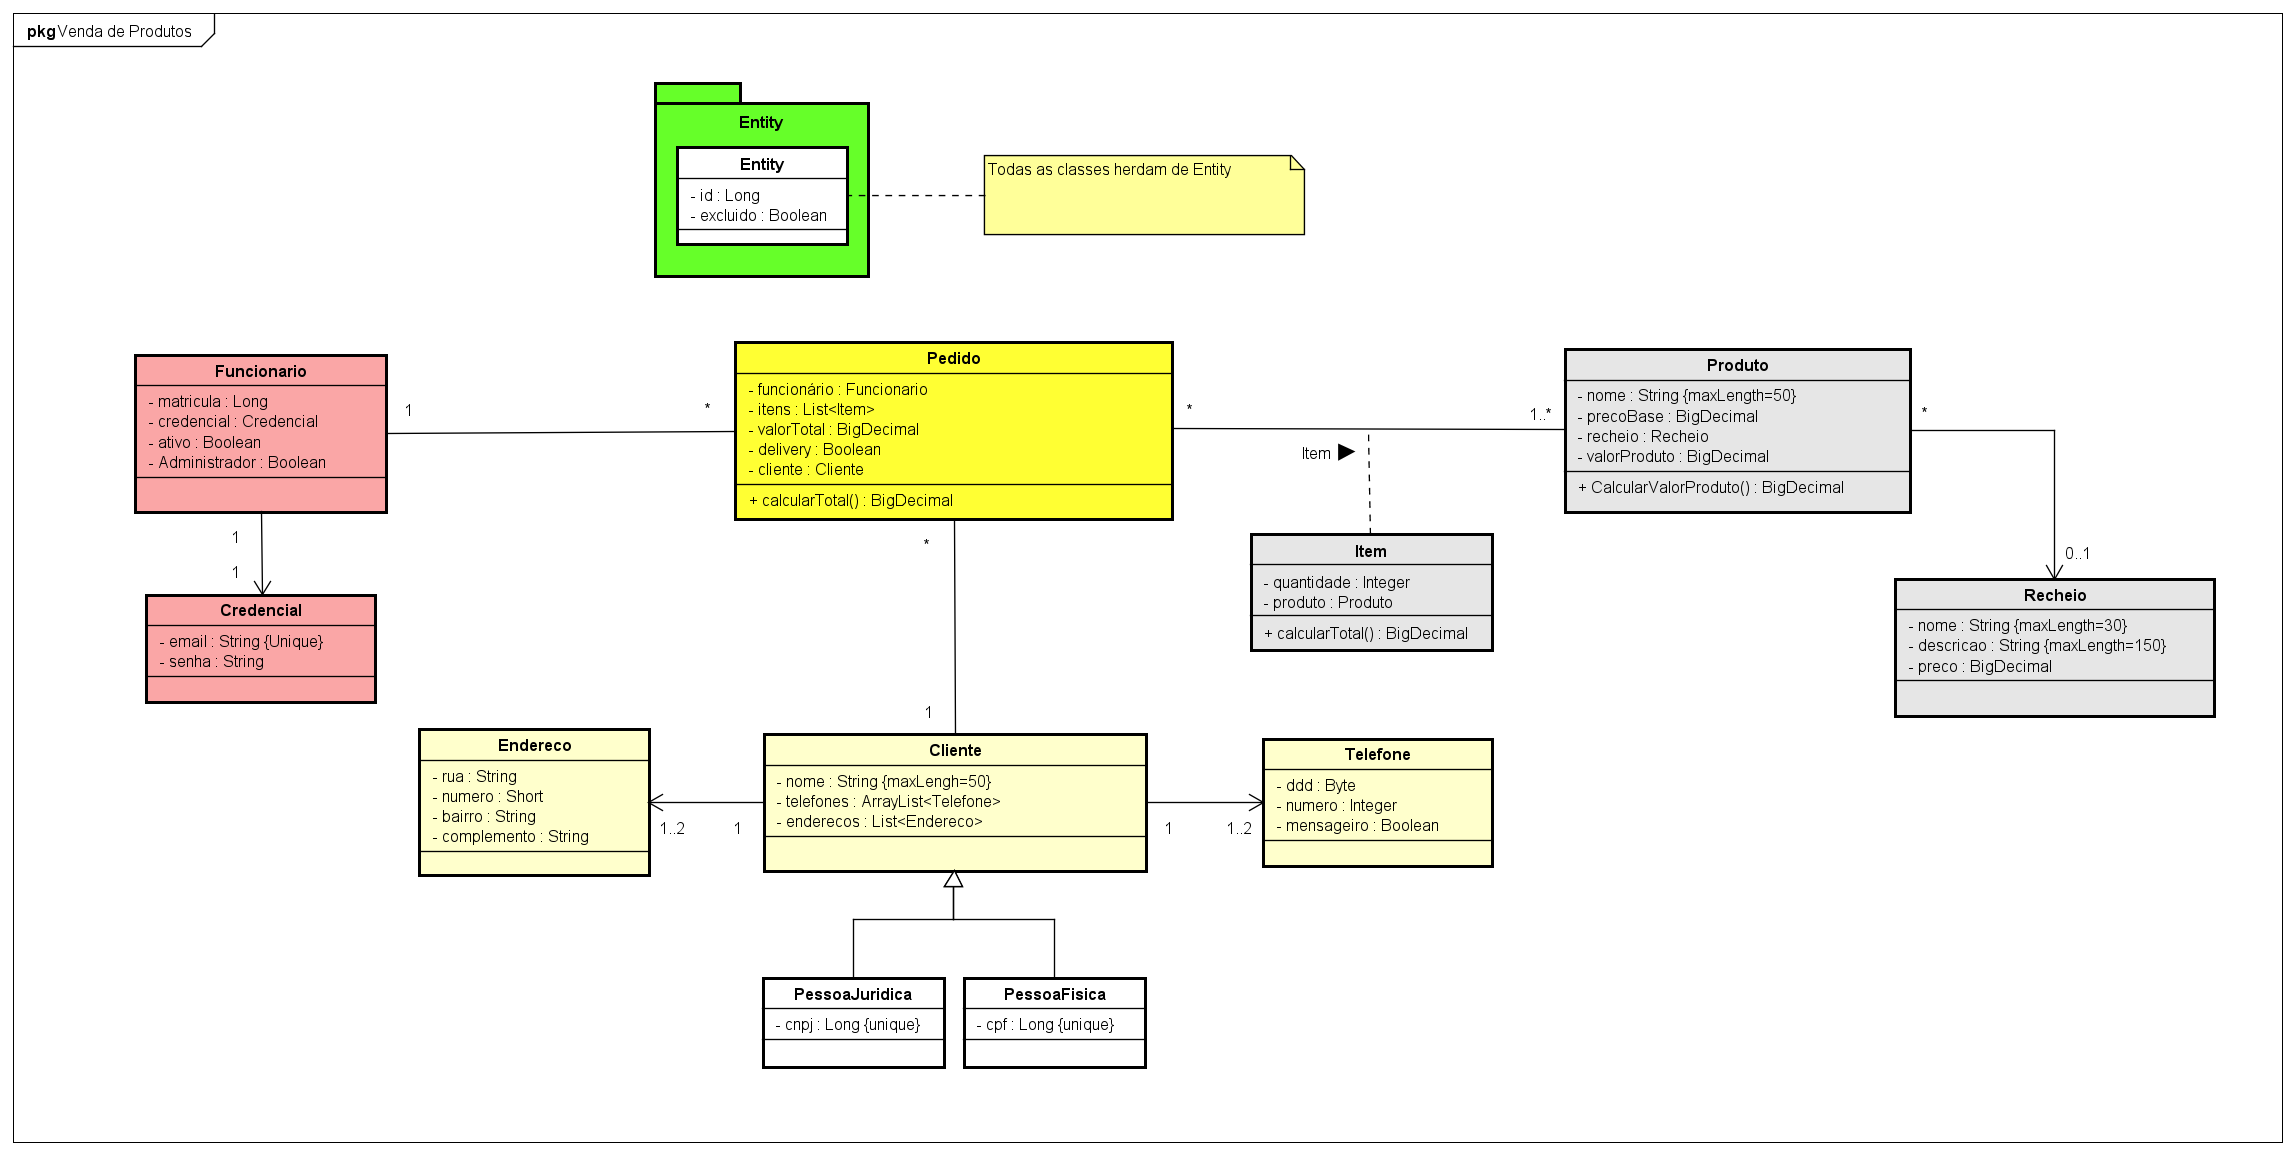 pkg Venda de Produtos
Entity
Entity
- id : Long
- excluido : Boolean
Todas as classes herdam de Entity
Funcionario
- matricula : Long
- credencial : Credencial
- ativo : Boolean
- Administrador : Boolean
1
*
Pedido
- funcionário : Funcionario
- itens : List<Item>
- valorTotal : BigDecimal
- delivery : Boolean
- cliente : Cliente
+ calcularTotal() : BigDecimal
*
1..*
Item
Produto
- nome : String {maxLength=50}
- precoBase : BigDecimal
- recheio : Recheio
- valorProduto : BigDecimal
+ CalcularValorProduto() : BigDecimal
*
0..1
1
1
Credencial
- email : String {Unique}
- senha : String
*
1
Item
- quantidade : Integer
- produto : Produto
+ calcularTotal() : BigDecimal
Recheio
- nome : String {maxLength=30}
- descricao : String {maxLength=150}
- preco : BigDecimal
Endereco
- rua : String
- numero : Short
- bairro : String
- complemento : String
1..2
1
Cliente
- nome : String {maxLengh=50}
- telefones : ArrayList<Telefone>
- enderecos : List<Endereco>
1
1..2
Telefone
- ddd : Byte
- numero : Integer
- mensageiro : Boolean
PessoaJuridica
- cnpj : Long {unique}
PessoaFisica
- cpf : Long {unique}